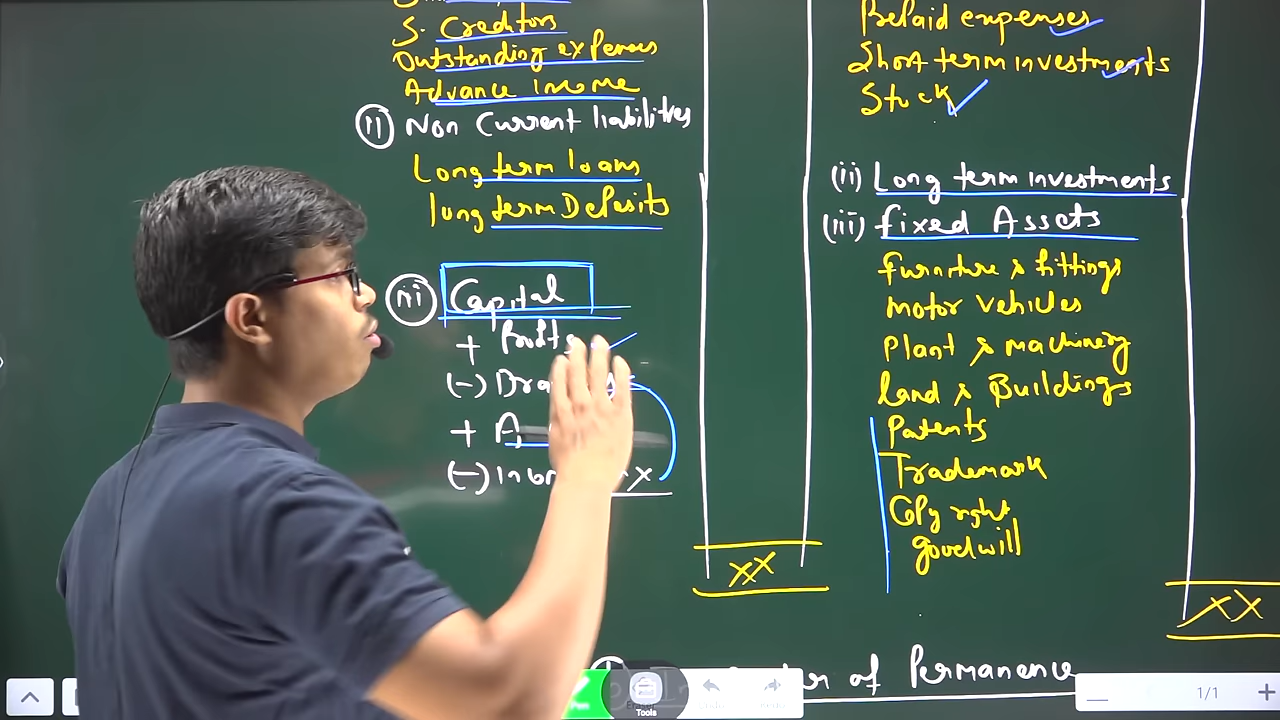 S. Creditors
Outstanding expenses
Advance Income
(ii) Non Current liabilities
Long term loans
long term Deposits
(iii) Capital
+ Profits
(-)
+
(-)
XX
Prepaid expenses
Short term investments
Stock
(ii) Long term investments
(iii) fixed Assets
furniture & fittings
Motor vehicles
Plant & machinery
land & Buildings
Patents
Trademark
Copy right
goodwill
XX
of Permanence
Tools
1/1